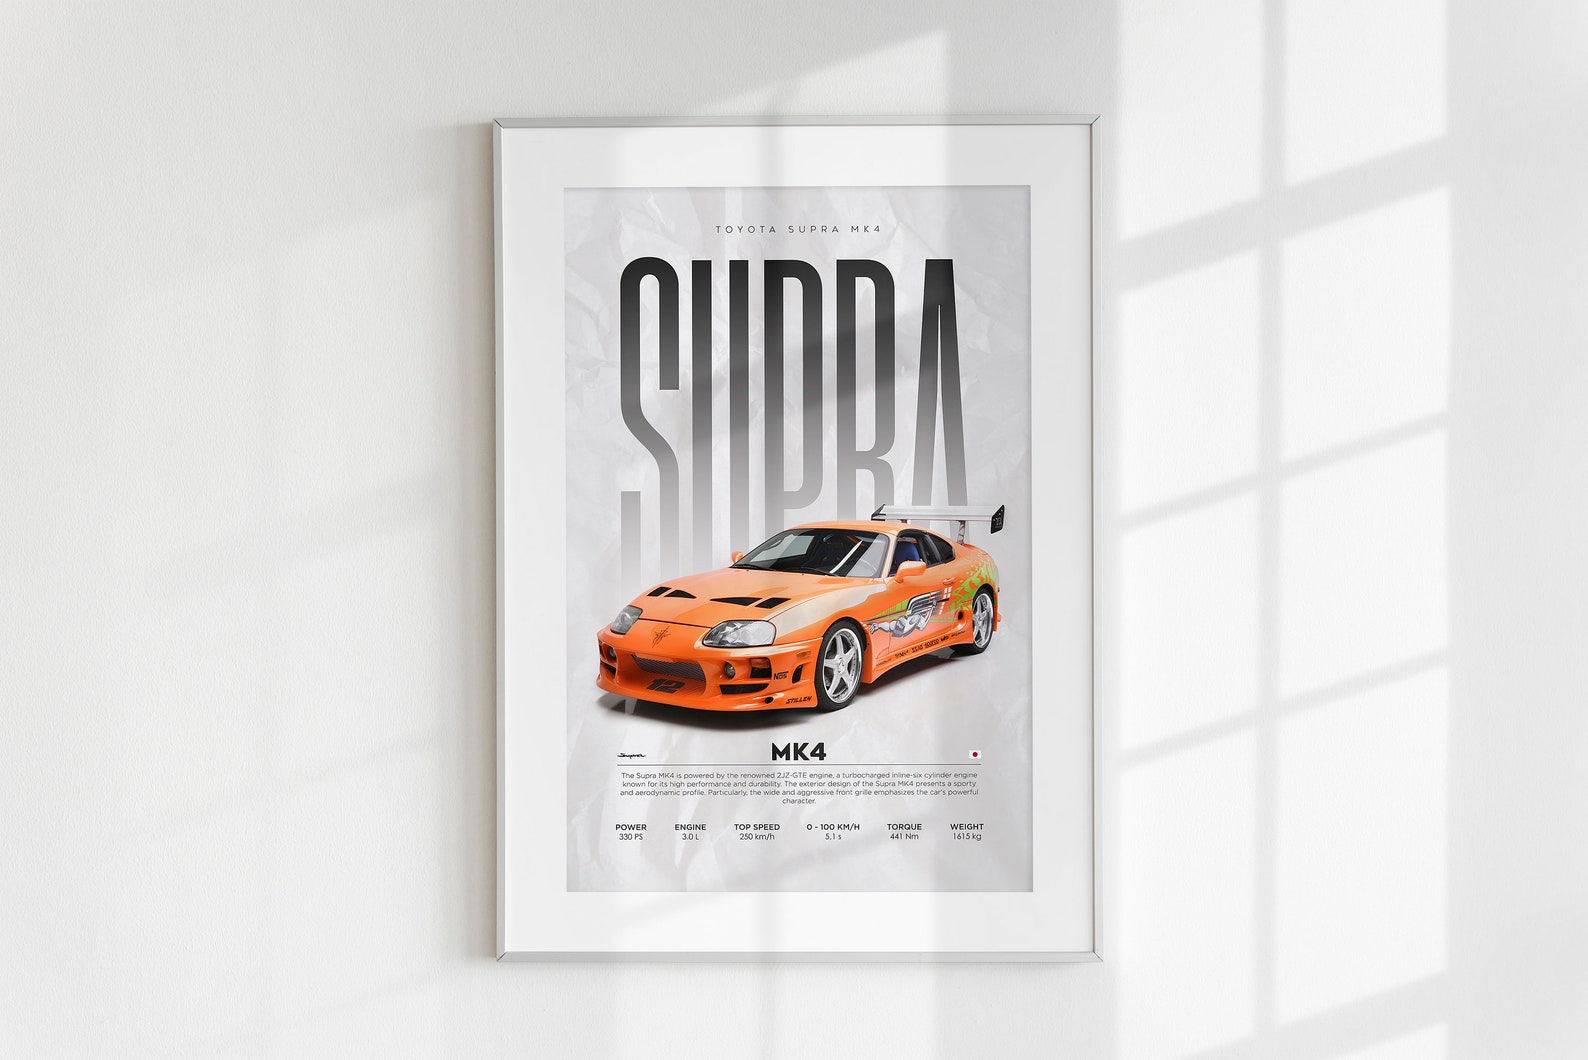 TOYOTA SUPRA MK4
SUPRA
12
NOS
STILLEN
Supra
MK4
The Supra MK4 is powered by the renowned 2JZ-GTE engine, a turbocharged inline-six cylinder engine
known for its high performance and durability. The exterior design of the Supra MK4 presents a sporty
and aerodynamic profile. Particularly, the wide and aggressive front grille emphasizes the car's powerful
character.
POWER ENGINE TOP SPEED 0 - 100 KM/H TORQUE WEIGHT
330 PS 3.0 L 250 km/h 5,1 s 441 Nm 1615 kg